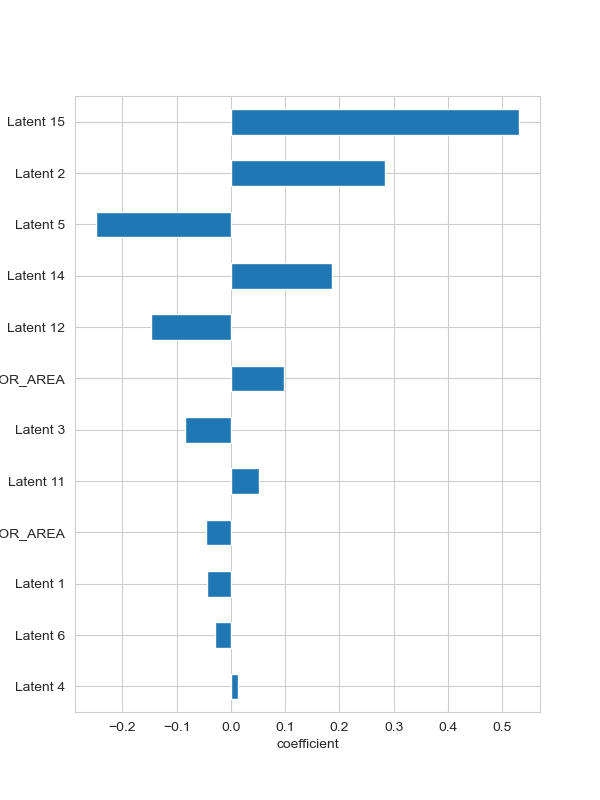 Latent 15
Latent 2
Latent 5
Latent 14
Latent 12
OR_AREA
Latent 3
Latent 11
OR_AREA
Latent 1
Latent 6
Latent 4
−0.2 −0.1 0.0 0.1 0.2 0.3 0.4 0.5
coefficient